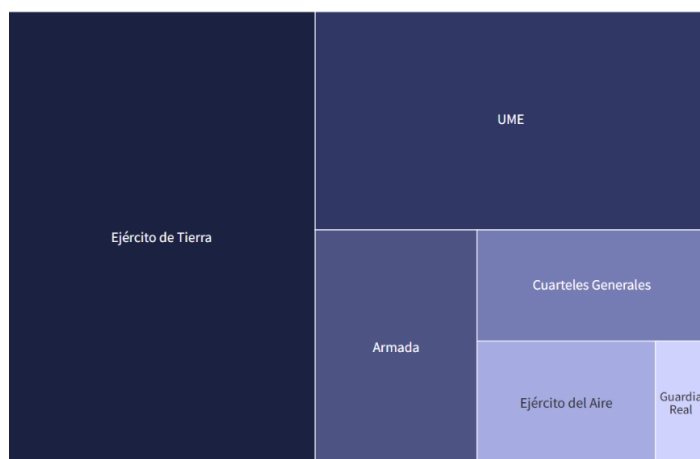 UME
Ejército de Tierra
Cuarteles Generales
Armada
Ejército del Aire
Guardia
Real